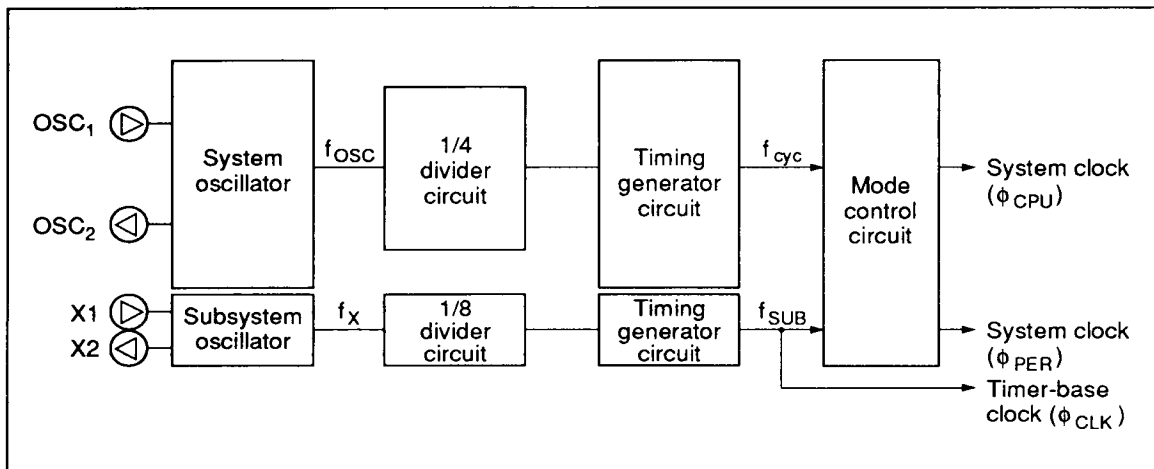 OSC₁
OSC₂
System
oscillator
fOSC
1/4
divider
circuit
Timing
generator
circuit
fcyc
Mode
control
circuit
System clock
(ϕCPU)
X1
X2
Subsystem
oscillator
fX
1/8
divider
circuit
Timing
generator
circuit
fSUB
System clock
(ϕPER)
Timer-base
clock (ϕCLK)